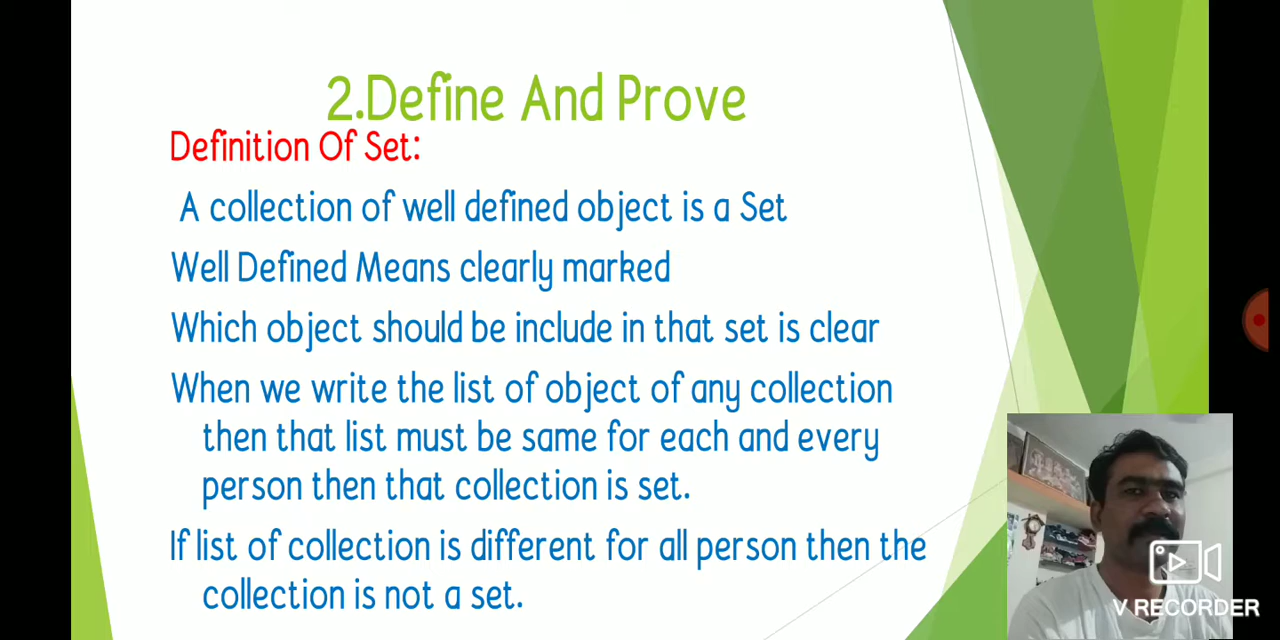 2.Define And Prove
Definition Of Set:
A collection of well defined object is a Set
Well Defined Means clearly marked
Which object should be include in that set is clear
When we write the list of object of any collection
then that list must be same for each and every
person then that collection is set.
If list of collection is different for all person then the
collection is not a set.
V RECORDER